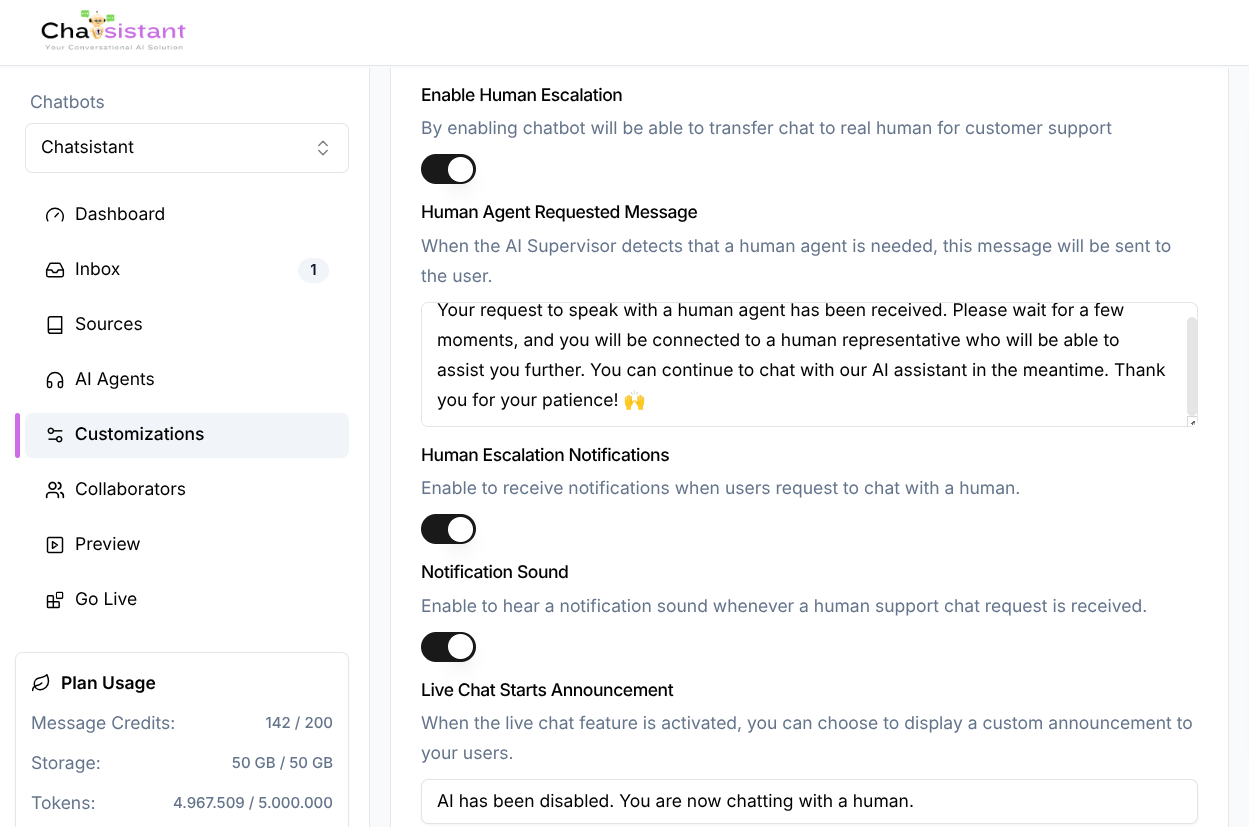 Chatsistant
Your Conversational AI Solution
Chatbots
Chatsistant
Dashboard
Inbox
1
Sources
AI Agents
Customizations
Collaborators
Preview
Go Live
Plan Usage
Message Credits:
142 / 200
Storage:
50 GB / 50 GB
Tokens:
4.967.509 / 5.000.000
Enable Human Escalation
By enabling chatbot will be able to transfer chat to real human for customer support
Human Agent Requested Message
When the AI Supervisor detects that a human agent is needed, this message will be sent to
the user.
Your request to speak with a human agent has been received. Please wait for a few
moments, and you will be connected to a human representative who will be able to
assist you further. You can continue to chat with our AI assistant in the meantime. Thank
you for your patience! 🙌
Human Escalation Notifications
Enable to receive notifications when users request to chat with a human.
Notification Sound
Enable to hear a notification sound whenever a human support chat request is received.
Live Chat Starts Announcement
When the live chat feature is activated, you can choose to display a custom announcement to
your users.
AI has been disabled. You are now chatting with a human.